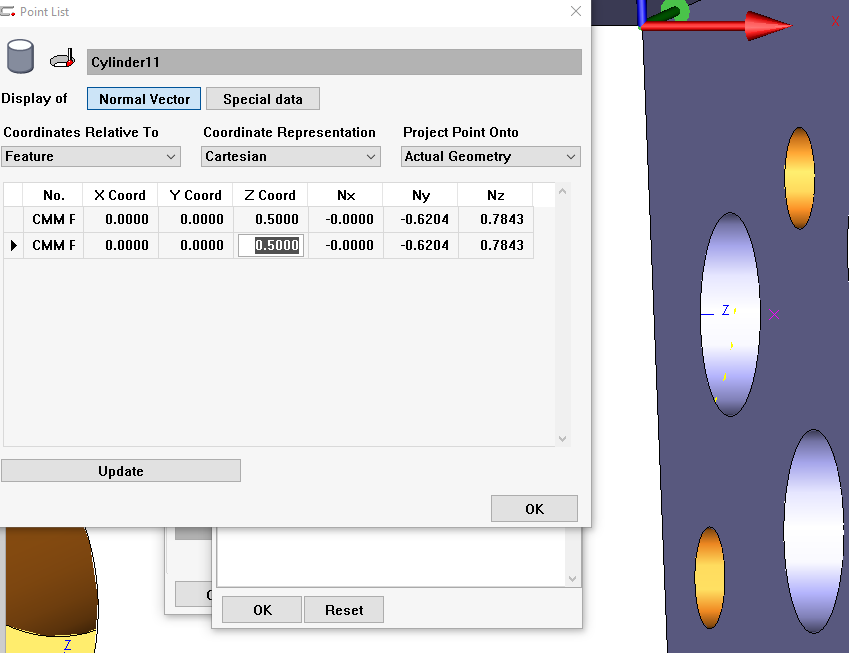 Point List
Cylinder11
Display of Normal Vector Special data
Coordinates Relative To Coordinate Representation Project Point Onto
Feature Cartesian Actual Geometry
No. X Coord Y Coord Z Coord Nx Ny Nz
CMM F 0.0000 0.0000 0.5000 -0.0000 -0.6204 0.7843
CMM F 0.0000 0.0000 0.5000 -0.0000 -0.6204 0.7843
Update
OK
OK Reset
X
Z
Z